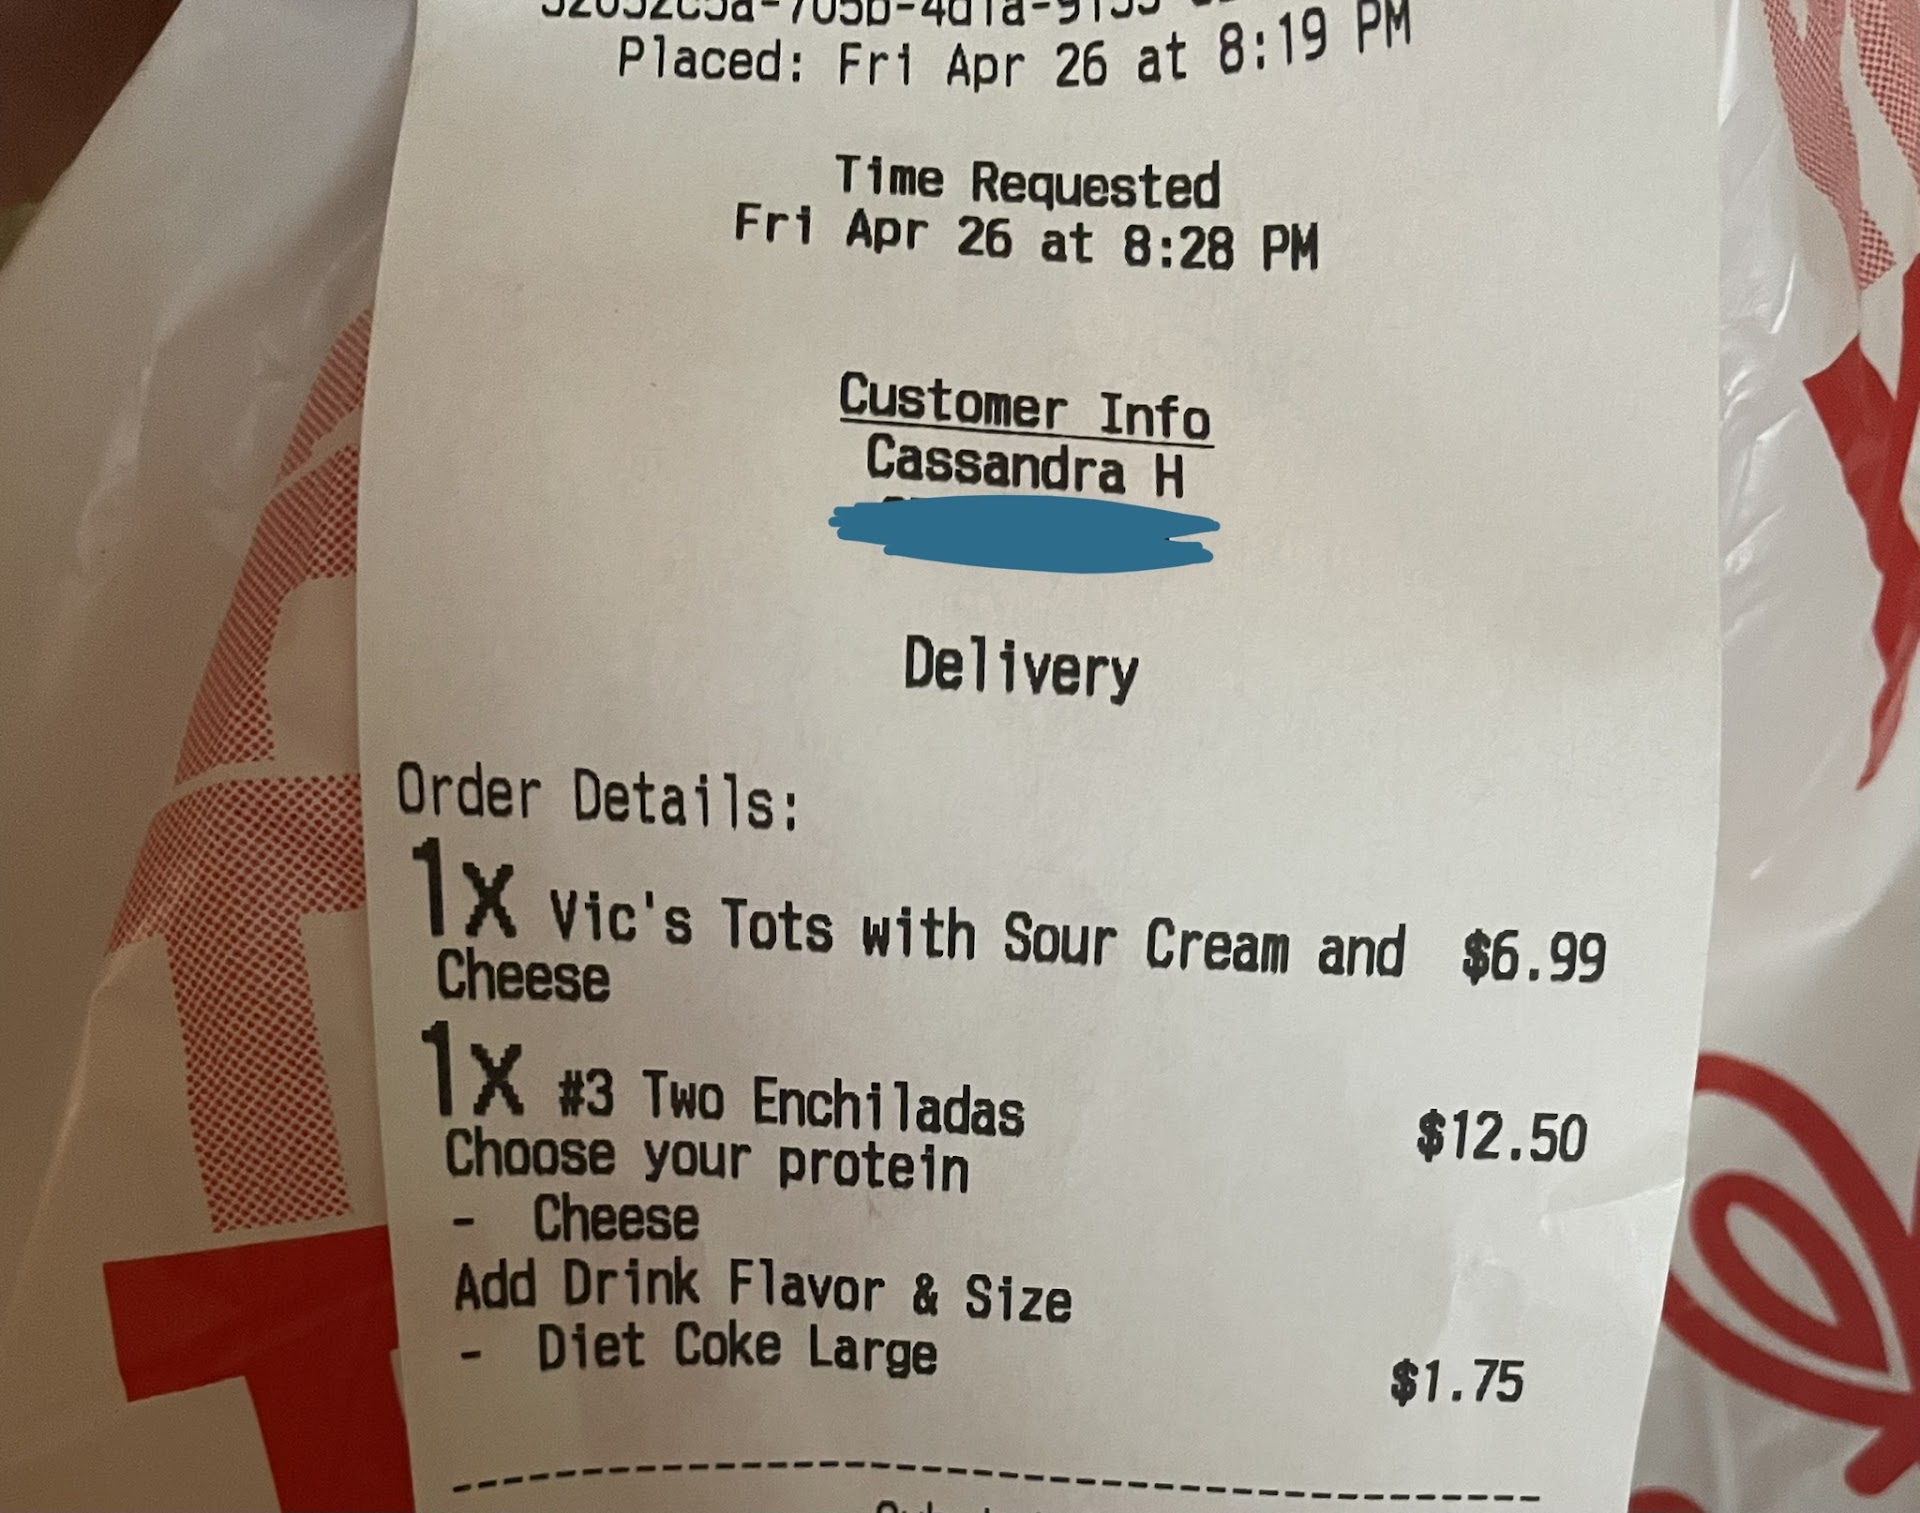 Placed: Fri Apr 26 at 8:19 PM
Time Requested
Fri Apr 26 at 8:28 PM
Customer Info
Cassandra H
Delivery
Order Details:
1x Vic's Tots with Sour Cream and $6.99
Cheese
1x #3 Two Enchiladas $12.50
Choose your protein
- Cheese
Add Drink Flavor & Size
- Diet Coke Large $1.75